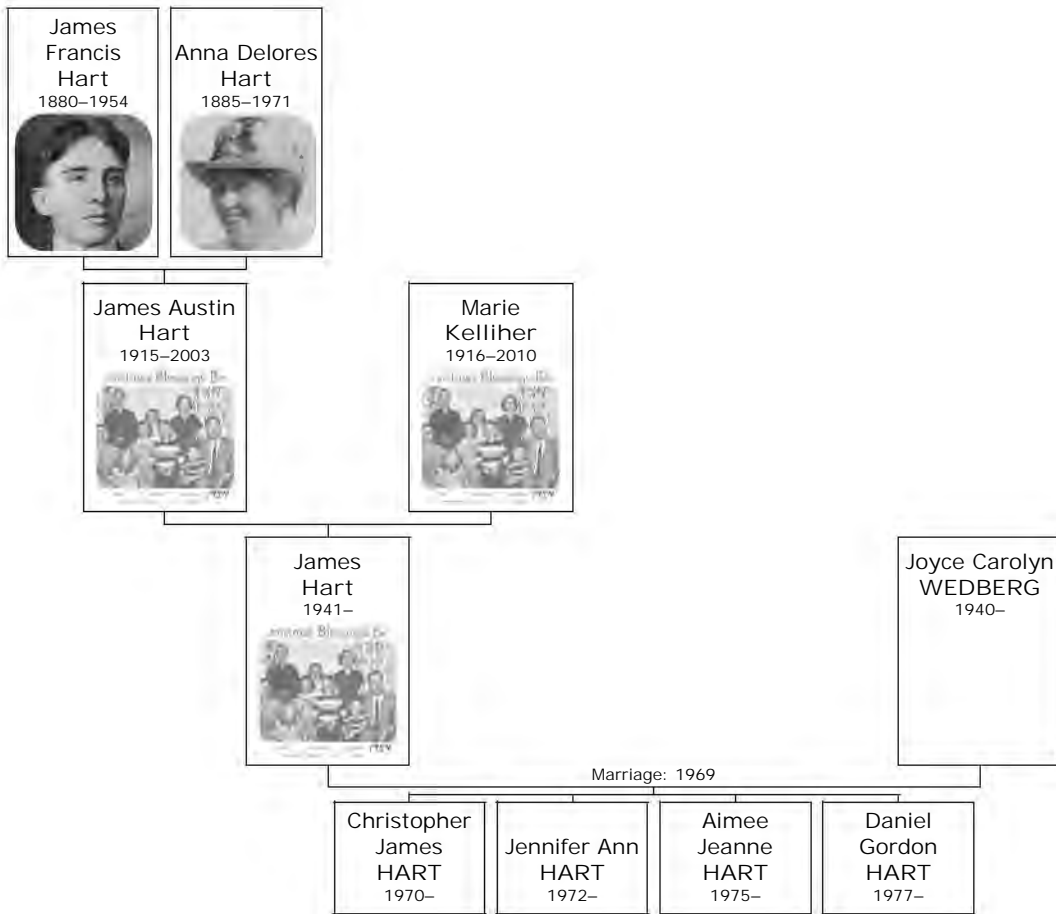 James
Francis
Hart
1880–1954
Anna Delores
Hart
1885–1971
James Austin
Hart
1915–2003
Marie
Kelliher
1916–2010
James
Hart
1941–
1954
Joyce Carolyn
WEDBERG
1940–
Marriage: 1969
Christopher
James
HART
1970–
Jennifer Ann
HART
1972–
Aimee
Jeanne
HART
1975–
Daniel
Gordon
HART
1977–